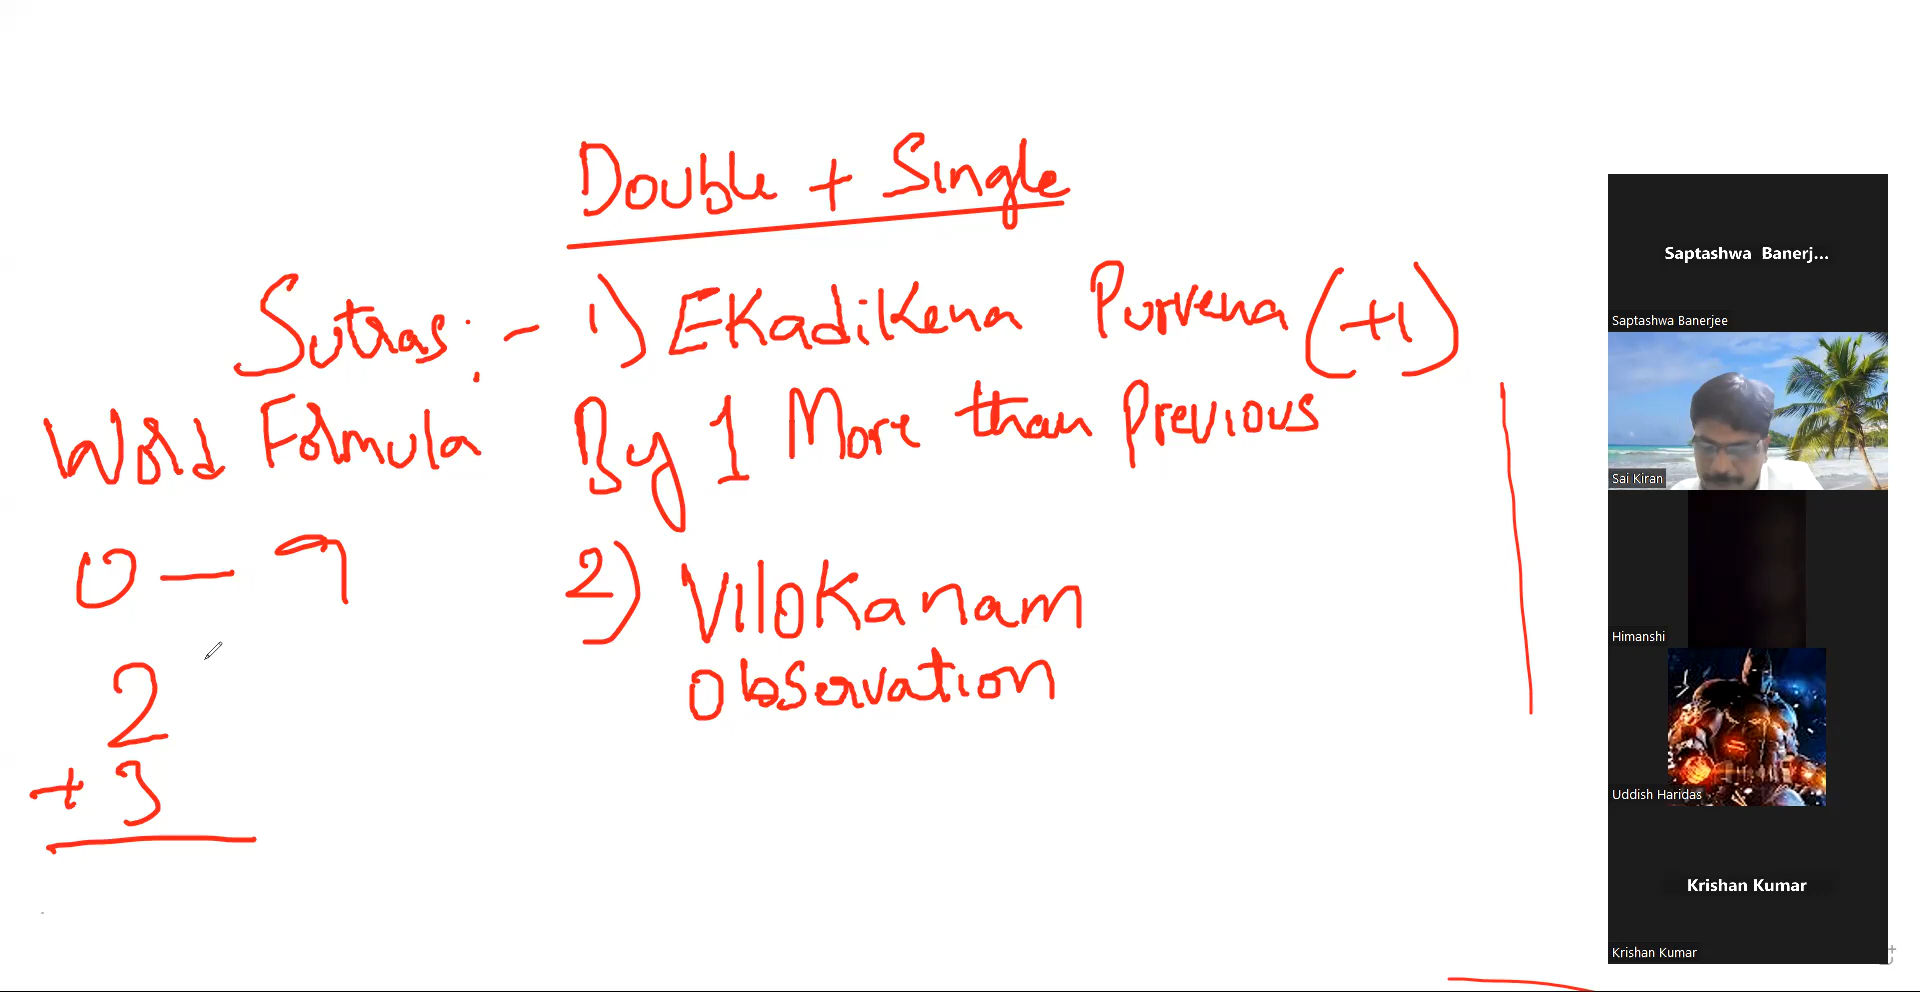 Double + Single
Sutras :- 1) Ekadikena Purvena (+1)
Word Formula By 1 More than Previous
0 — 9 2) Vilokanam
Observation
2
+ 3
Saptashwa Banerj...
Saptashwa Banerjee
Sai Kiran
Himanshi
Uddish Haridas
Krishan Kumar
Krishan Kumar